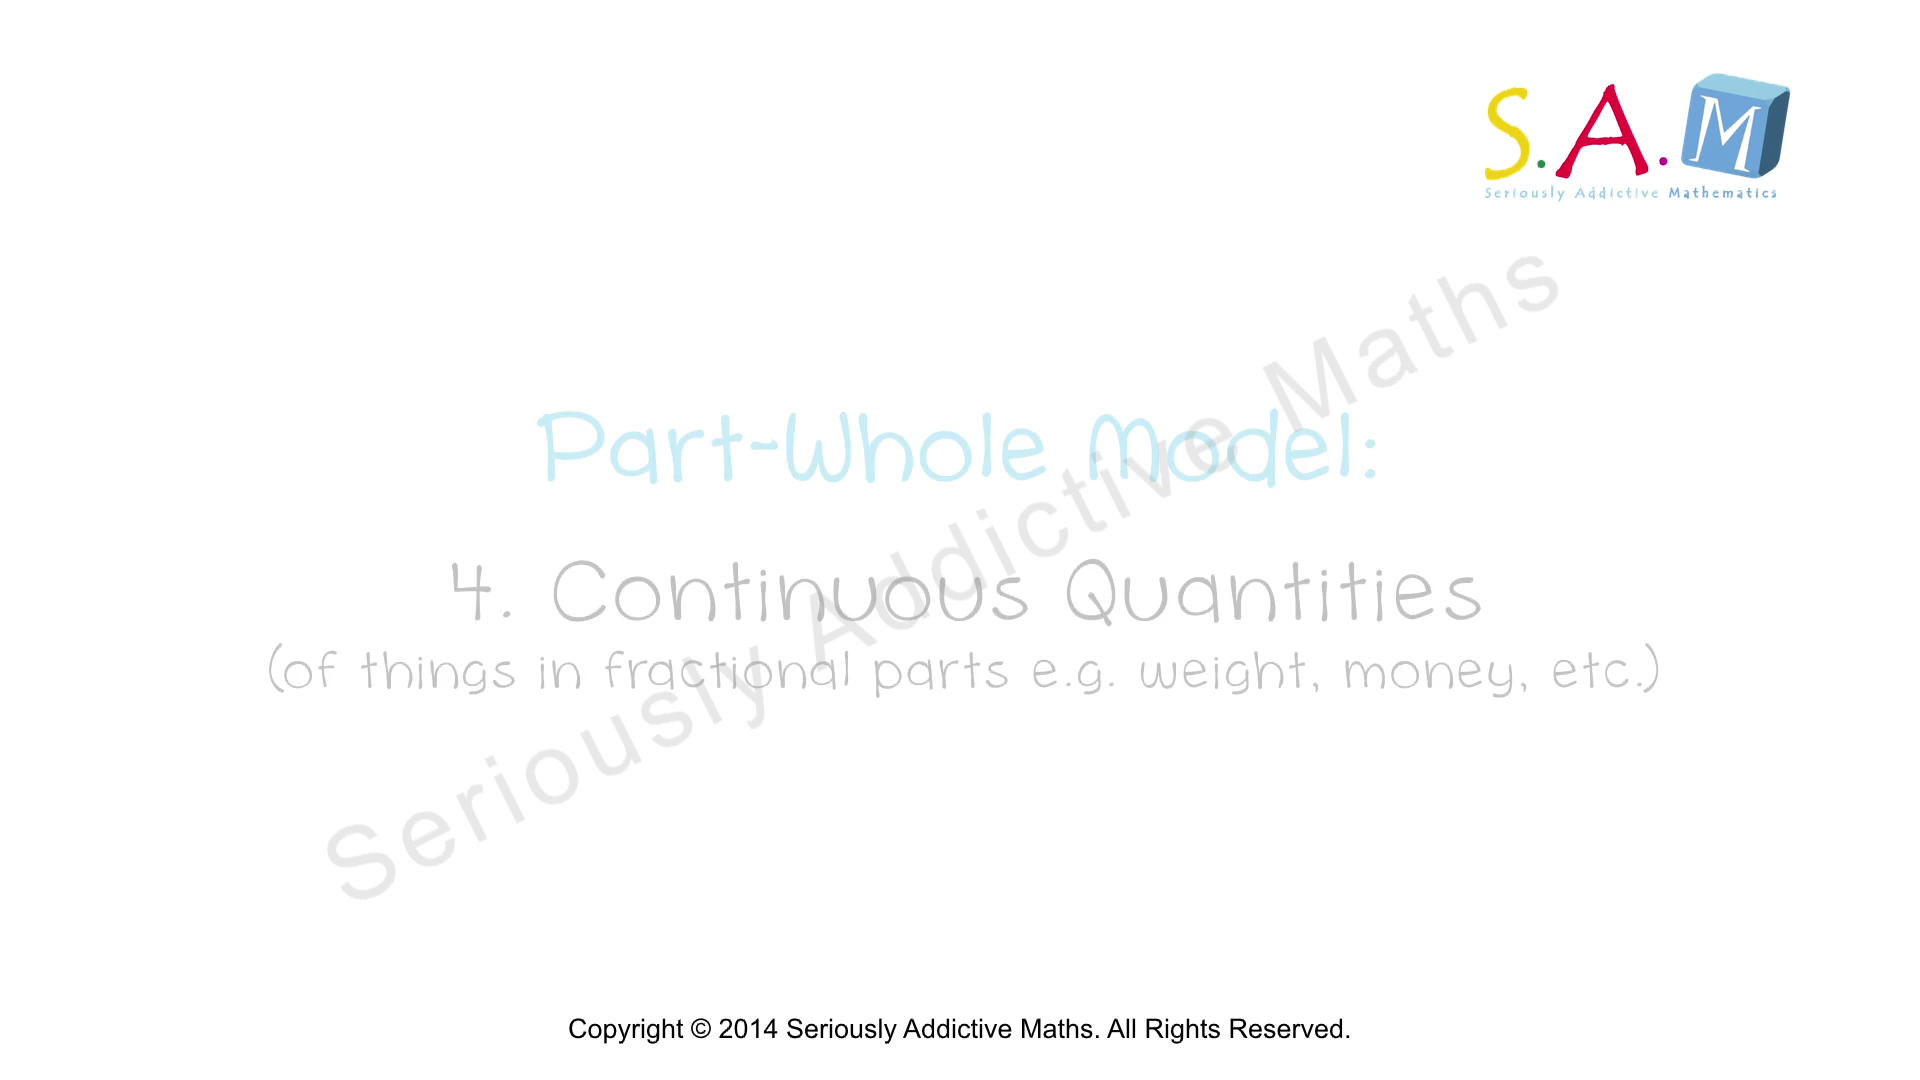 S.A.M
Seriously Addictive Mathematics
Part-Whole Model:
4. Continuous Quantities
(of things in fractional parts e.g. weight, money, etc.)
Seriously Addictive Maths
Copyright © 2014 Seriously Addictive Maths. All Rights Reserved.